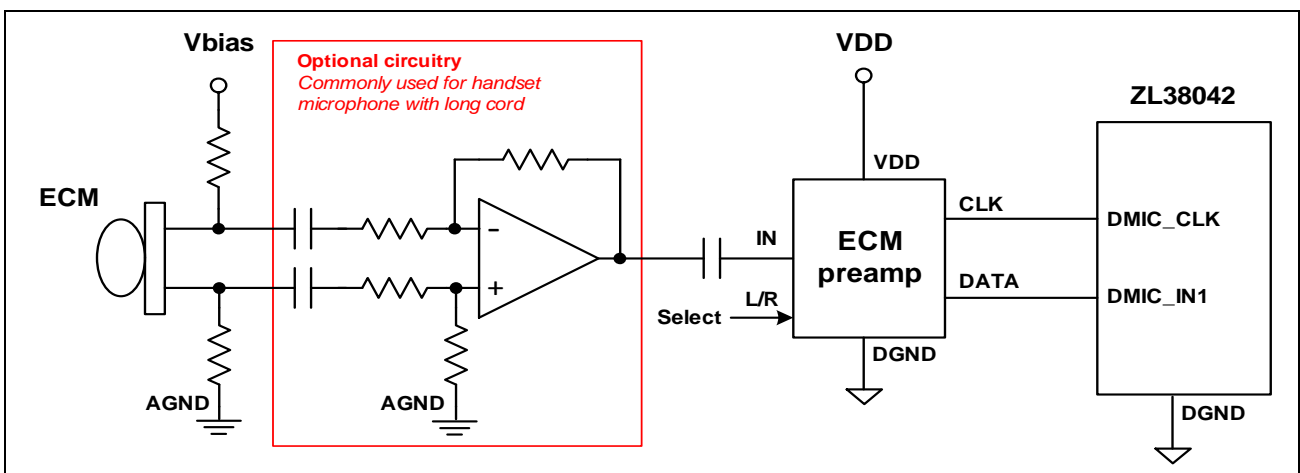 Vbias
Optional circuitry
Commonly used for handset
microphone with long cord
VDD
ZL38042
ECM
VDD
-
+
IN
ECM
preamp
CLK
DMIC_CLK
DATA
DMIC_IN1
L/R
Select
DGND
AGND
AGND
DGND